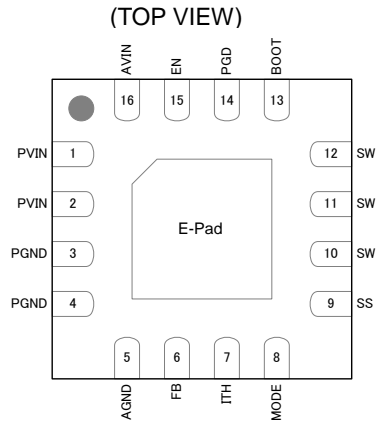 (TOP VIEW)
AVIN EN PGD BOOT
16 15 14 13
PVIN 1 12 SW
PVIN 2 11 SW
E-Pad
PGND 3 10 SW
PGND 4 9 SS
5 6 7 8
AGND FB ITH MODE